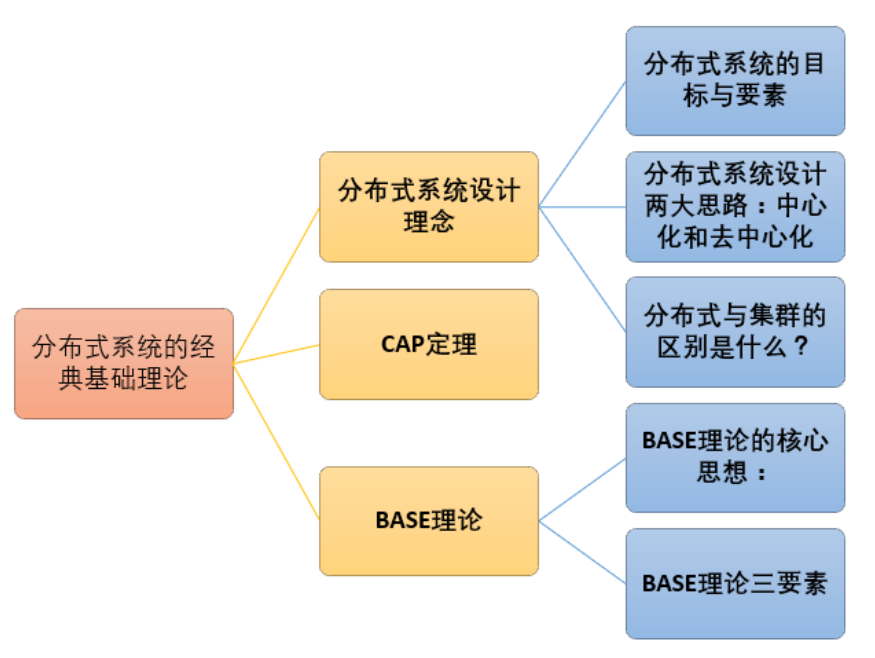 分布式系统的经
典基础理论
分布式系统设计
理念
CAP定理
BASE理论
分布式系统的目
标与要素
分布式系统设计
两大思路：中心
化和去中心化
分布式与集群的
区别是什么？
BASE理论的核心
思想：
BASE理论三要素